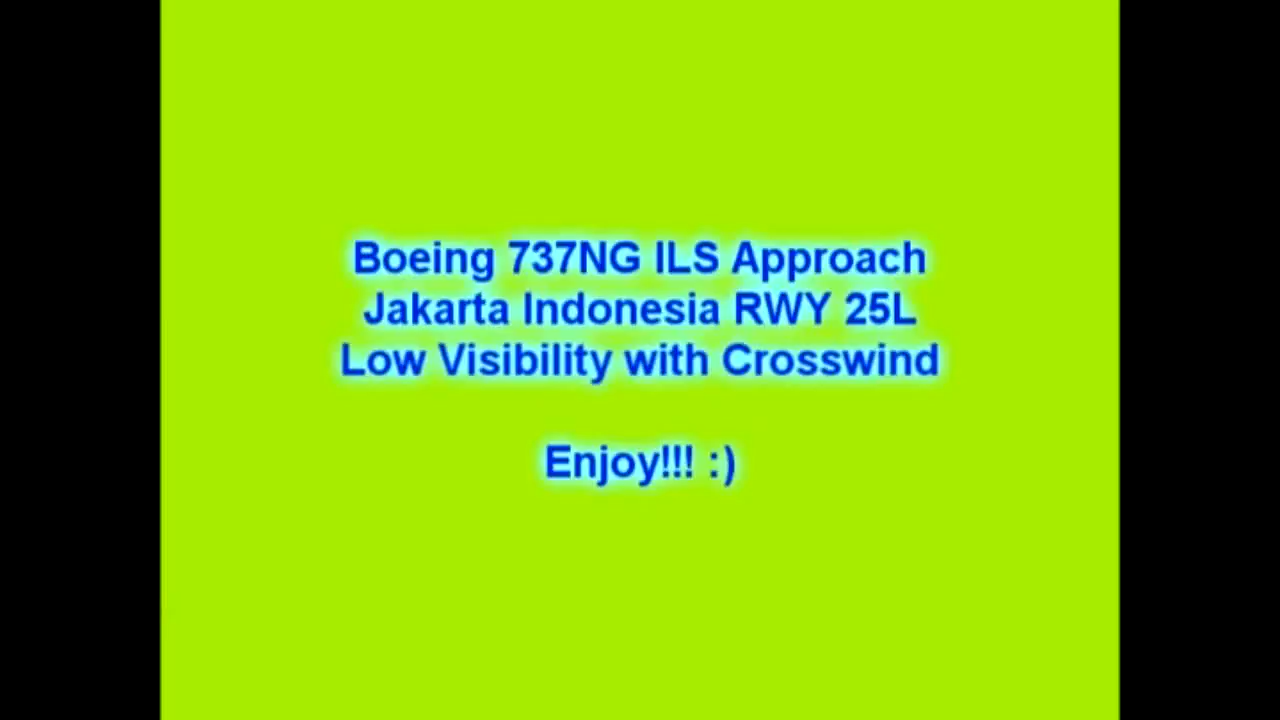 Boeing 737NG ILS Approach
Jakarta Indonesia RWY 25L
Low Visibility with Crosswind
Enjoy!!! :)